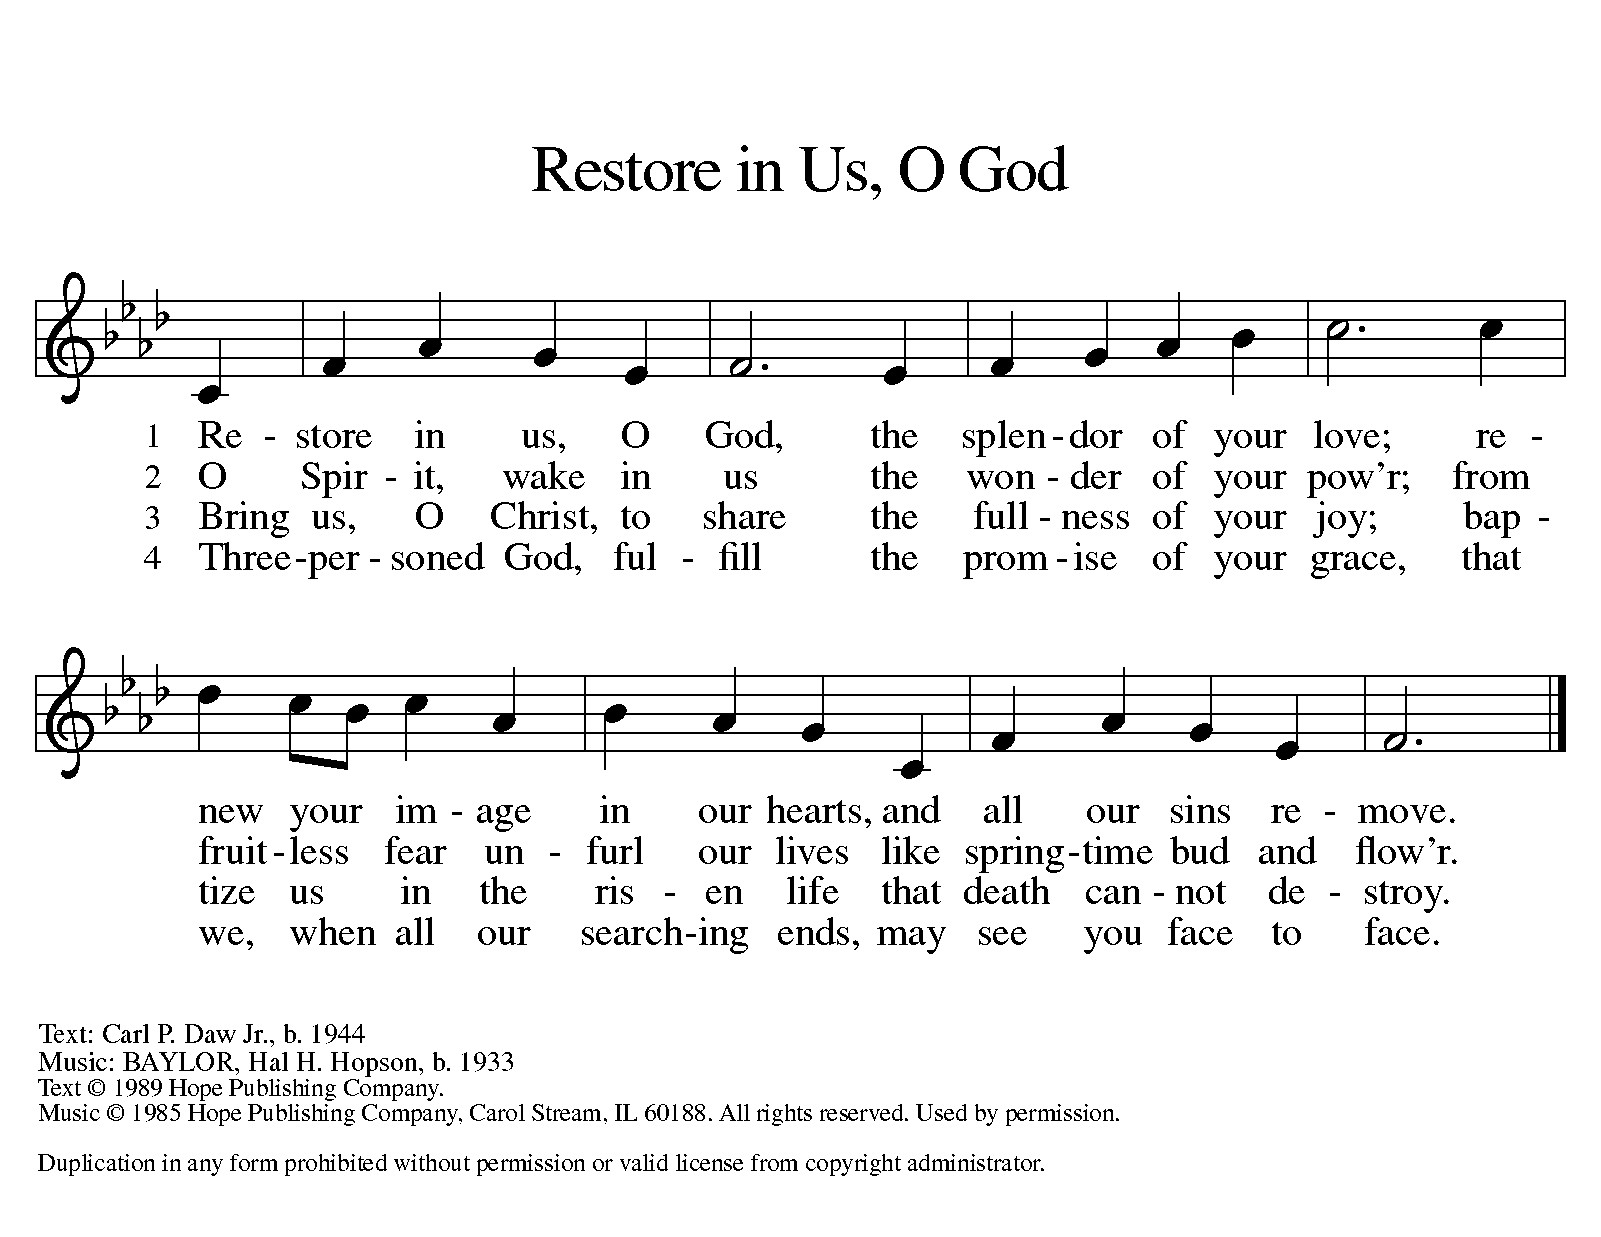 Restore in Us, O God
1 Re - store in us, O God, the splen - dor of your love; re -
2 O Spir - it, wake in us the won - der of your pow'r; from
3 Bring us, O Christ, to share the full - ness of your joy; bap -
4 Three - per - soned God, ful - fill the prom - ise of your grace, that
new your im - age in our hearts, and all our sins re - move.
fruit - less fear un - furl our lives like spring - time bud and flow'r.
tize us in the ris - en life that death can - not de - stroy.
we, when all our search - ing ends, may see you face to face.
Text: Carl P. Daw Jr., b. 1944
Music: BAYLOR, Hal H. Hopson, b. 1933
Text © 1989 Hope Publishing Company.
Music © 1985 Hope Publishing Company, Carol Stream, IL 60188. All rights reserved. Used by permission.
Duplication in any form prohibited without permission or valid license from copyright administrator.